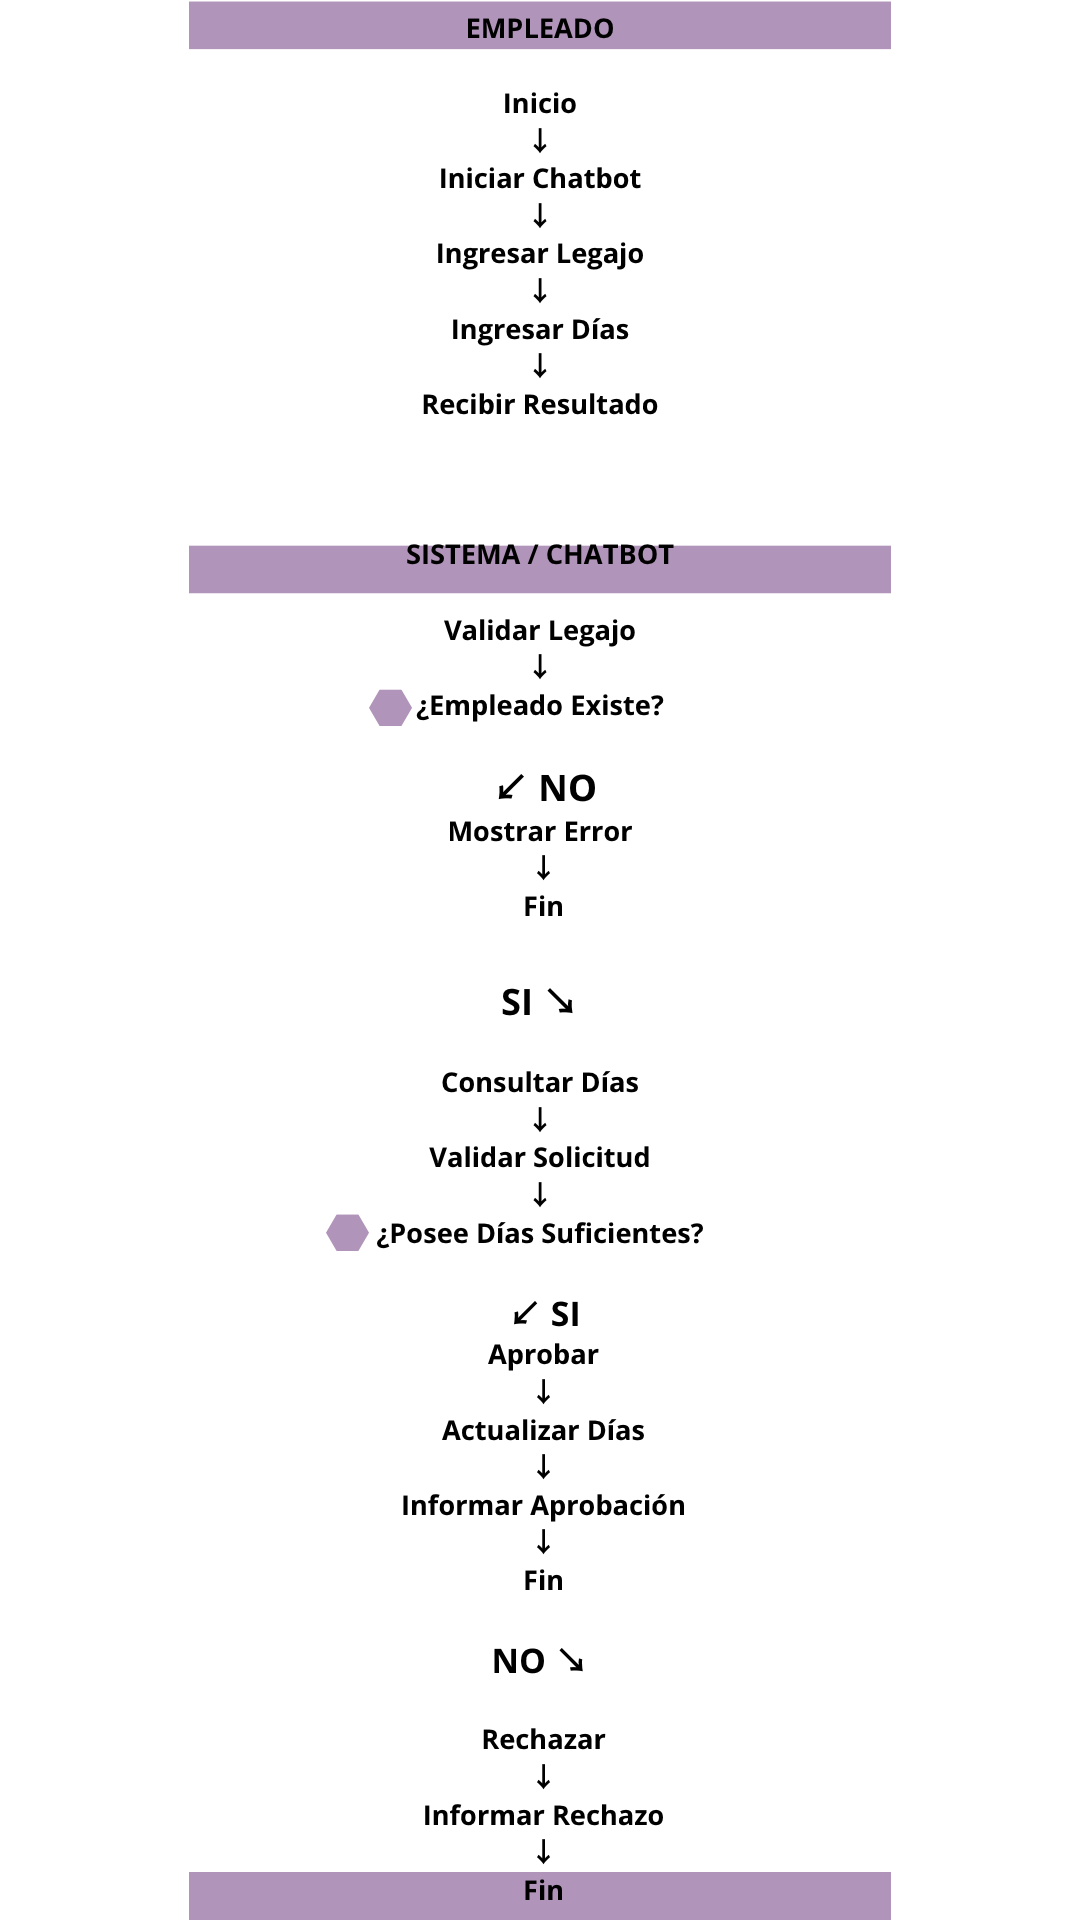 EMPLEADO
Inicio
↓
Iniciar Chatbot
↓
Ingresar Legajo
↓
Ingresar Días
↓
Recibir Resultado
SISTEMA / CHATBOT
Validar Legajo
↓
¿Empleado Existe?
↙ NO
Mostrar Error
↓
Fin
SI ↘
Consultar Días
↓
Validar Solicitud
↓
¿Posee Días Suficientes?
↙ SI
Aprobar
↓
Actualizar Días
↓
Informar Aprobación
↓
Fin
NO ↘
Rechazar
↓
Informar Rechazo
↓
Fin